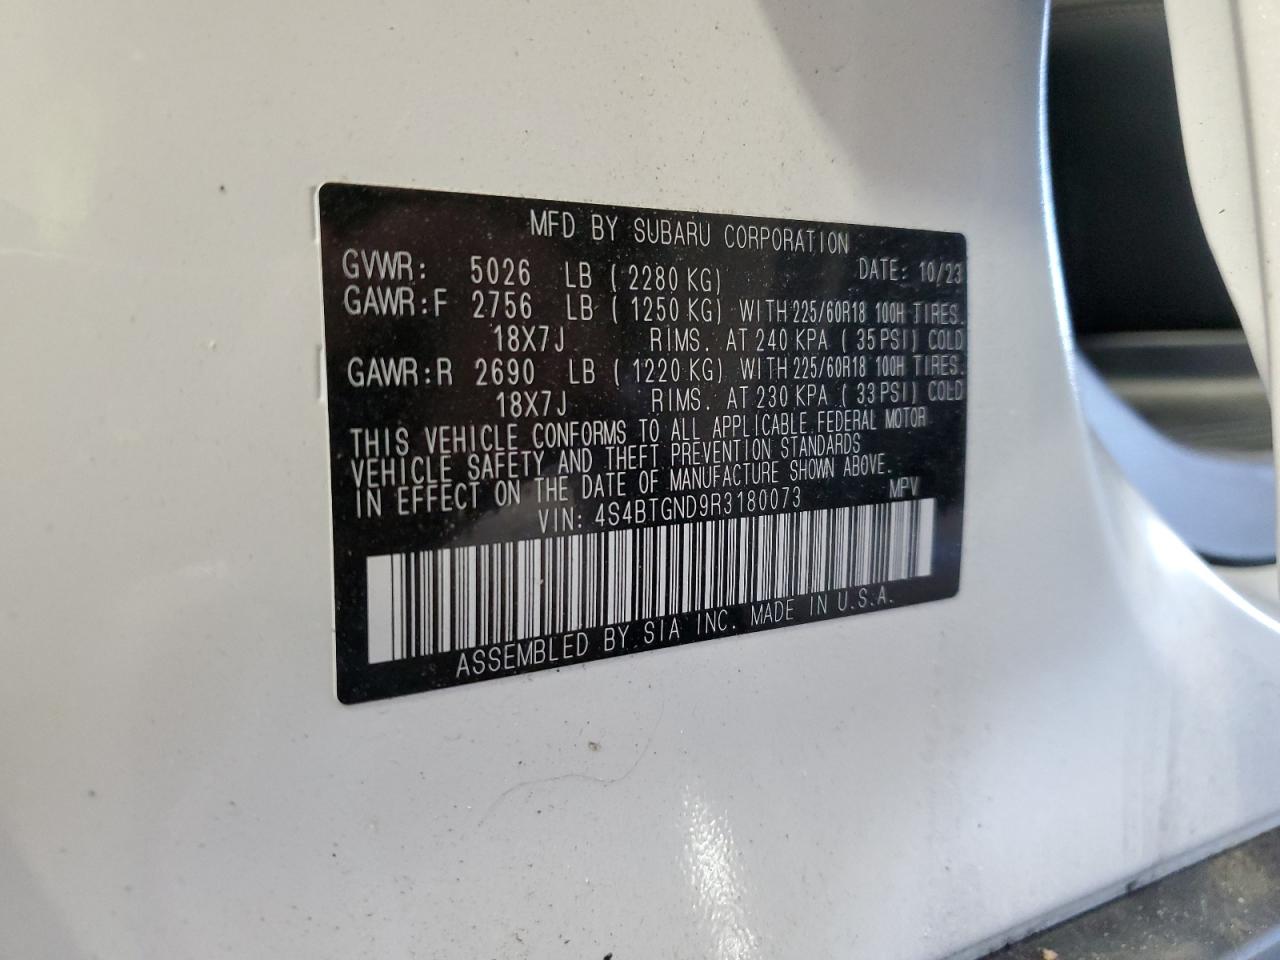 MFD BY SUBARU CORPORATION
GVWR: 5026 LB ( 2280 KG) DATE: 10/23
GAWR:F 2756 LB ( 1250 KG) WITH 225/60R18 100H TIRES.
18X7J RIMS. AT 240 KPA ( 35 PSI) COLD
GAWR:R 2690 LB ( 1220 KG) WITH 225/60R18 100H TIRES.
18X7J RIMS. AT 230 KPA ( 33 PSI) COLD
THIS VEHICLE CONFORMS TO ALL APPLICABLE FEDERAL MOTOR
VEHICLE SAFETY AND THEFT PREVENTION STANDARDS
IN EFFECT ON THE DATE OF MANUFACTURE SHOWN ABOVE.
VIN: 4S4BTGND9R3180073 MPV
ASSEMBLED BY SIA INC. MADE IN U.S.A.